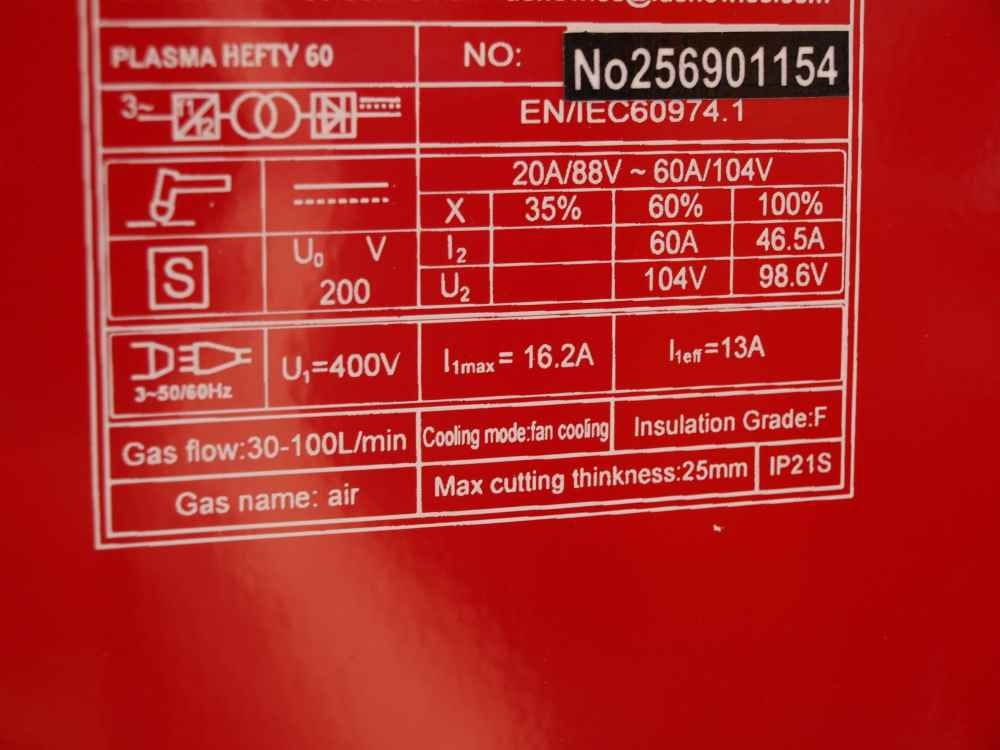 PLASMA HEFTY 60 NO: No256901154
3~ f1 f2 EN/IEC60974.1
20A/88V ~ 60A/104V
X 35% 60% 100%
U0 V I2 60A 46.5A
S 200 U2 104V 98.6V
U1=400V I1max= 16.2A I1eff=13A
3~50/60Hz
Gas flow:30-100L/min Cooling mode:fan cooling Insulation Grade:F
Gas name: air Max cutting thinkness:25mm IP21S